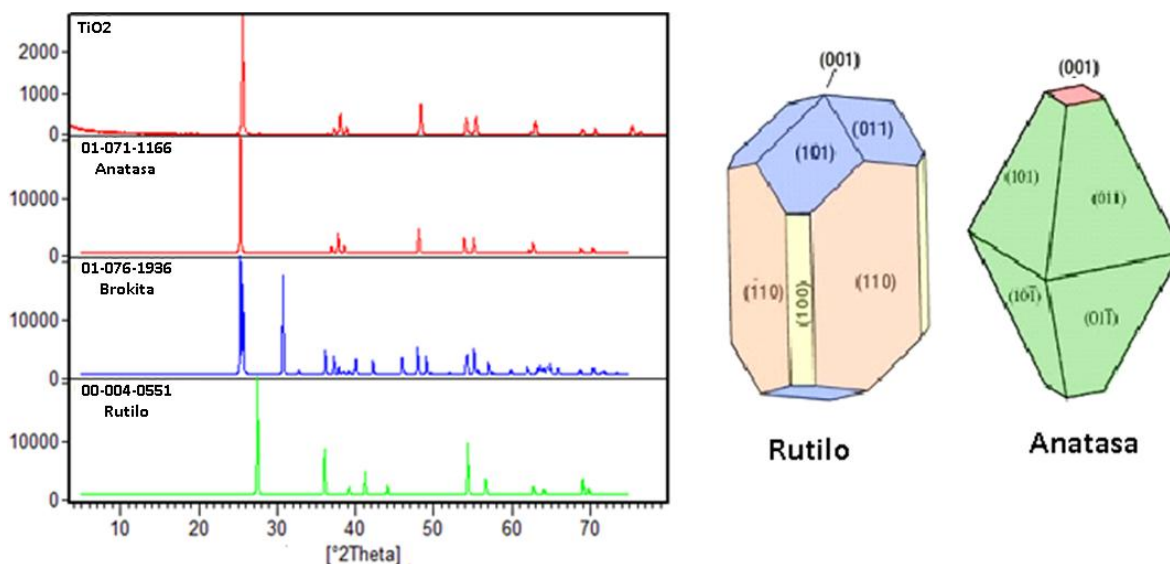 TiO2
2000
1000
0
01-071-1166
Anatasa
10000
0
01-076-1936
Brokita
10000
0
00-004-0551
Rutilo
10000
0
10 20 30 40 50 60 70
[°2Theta]
(001)
(101)
(011)
(1̄10)
(100)
(110)
Rutilo
(001)
(101)
(011)
(101̄)
(011̄)
Anatasa